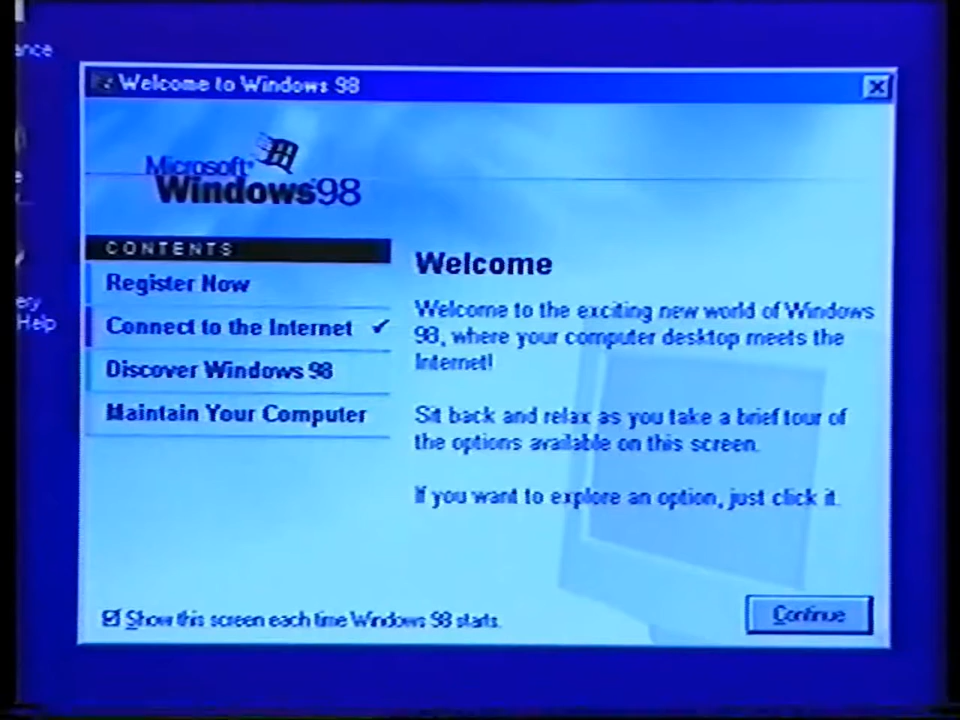 ance
Welcome to Windows 98
Microsoft
Windows 98
CONTENTS
Register Now
Connect to the Internet
Discover Windows 98
Maintain Your Computer
Welcome
Welcome to the exciting new world of Windows
98, where your computer desktop meets the
Internet!
Sit back and relax as you take a brief tour of
the options available on this screen.
If you want to explore an option, just click it.
ery
Help
Show this screen each time Windows 98 starts.
Continue